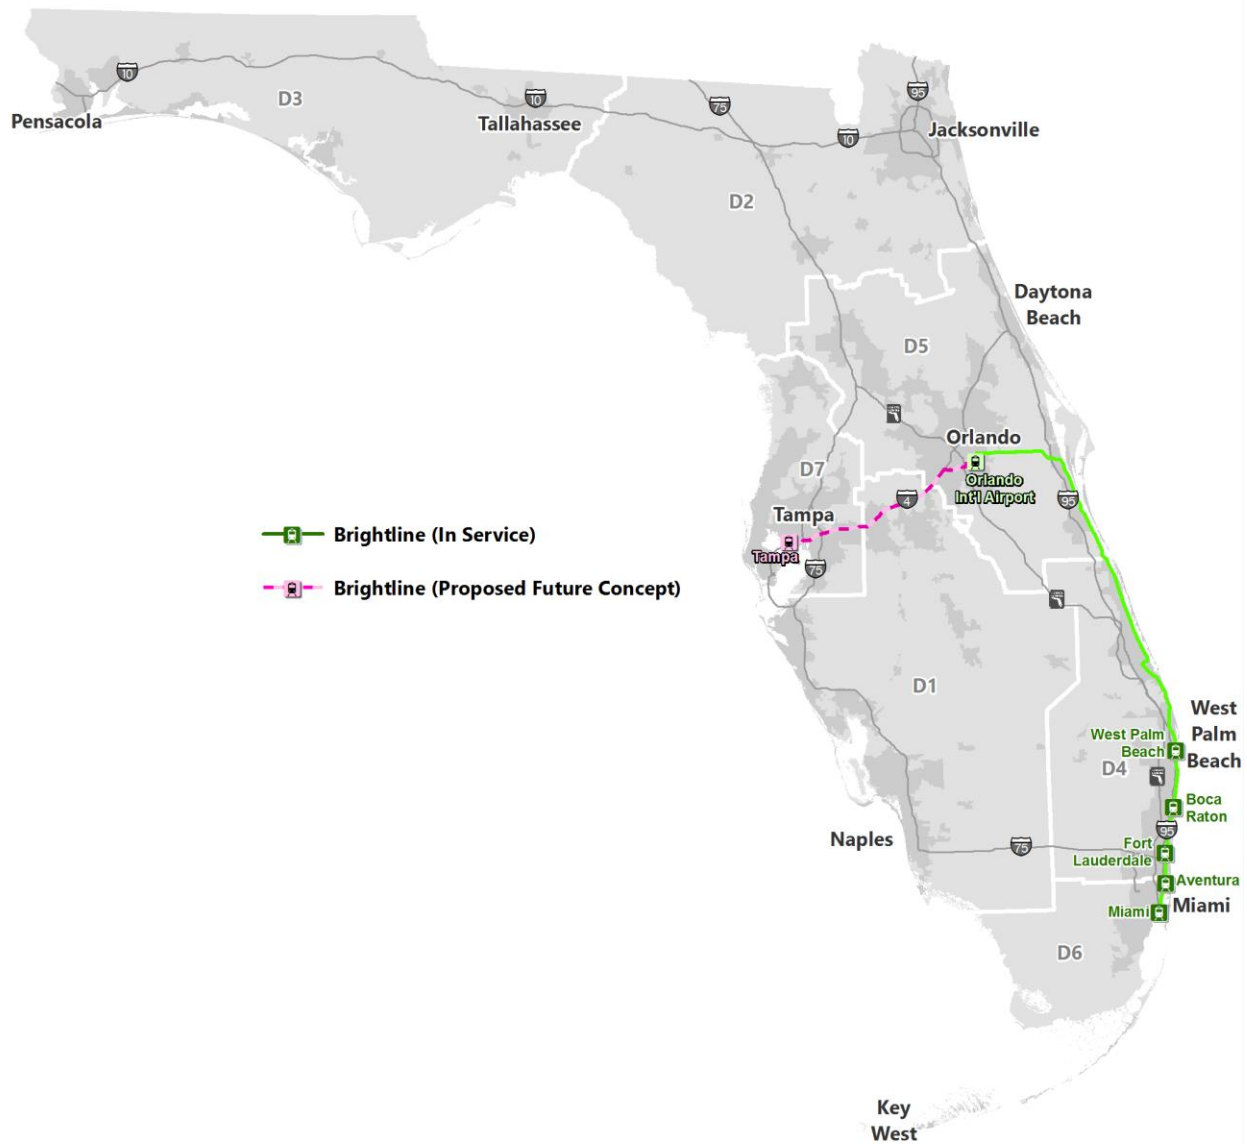 10
Pensacola
D3
10
Tallahassee
75
95
10
Jacksonville
D2
Daytona
Beach
D5
Orlando
Orlando
Int'l Airport
D7
4
95
Tampa
Tampa
75
Brightline (In Service)
Brightline (Proposed Future Concept)
D1
West
Palm
Beach
West Palm
Beach
D4
Boca
Raton
95
Naples
75
Fort
Lauderdale
Aventura
Miami
Miami
D6
Key
West